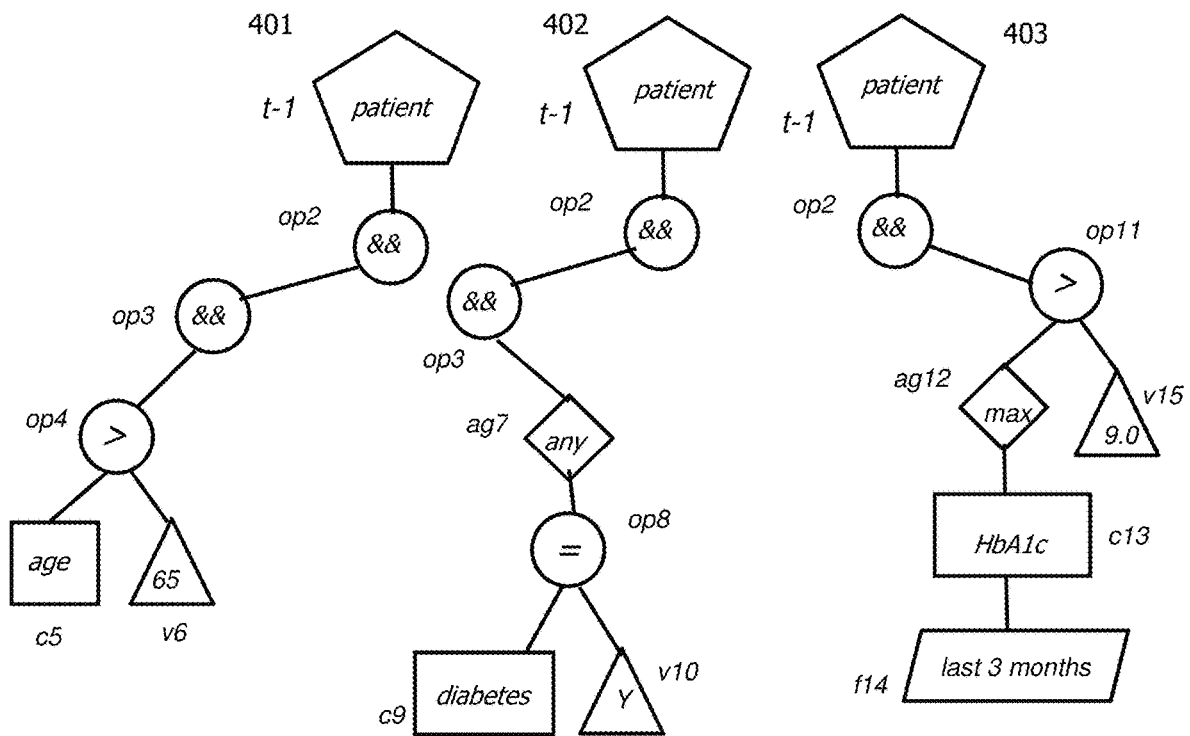 401
patient
t-1
op2
&&
op3
&&
op4
>
age
65
c5
v6
402
patient
t-1
op2
&&
&&
op3
ag7
any
op8
=
diabetes
c9
Y
v10
403
patient
t-1
op2
&&
op11
>
ag12
max
v15
9.0
HbA1c
c13
last 3 months
f14